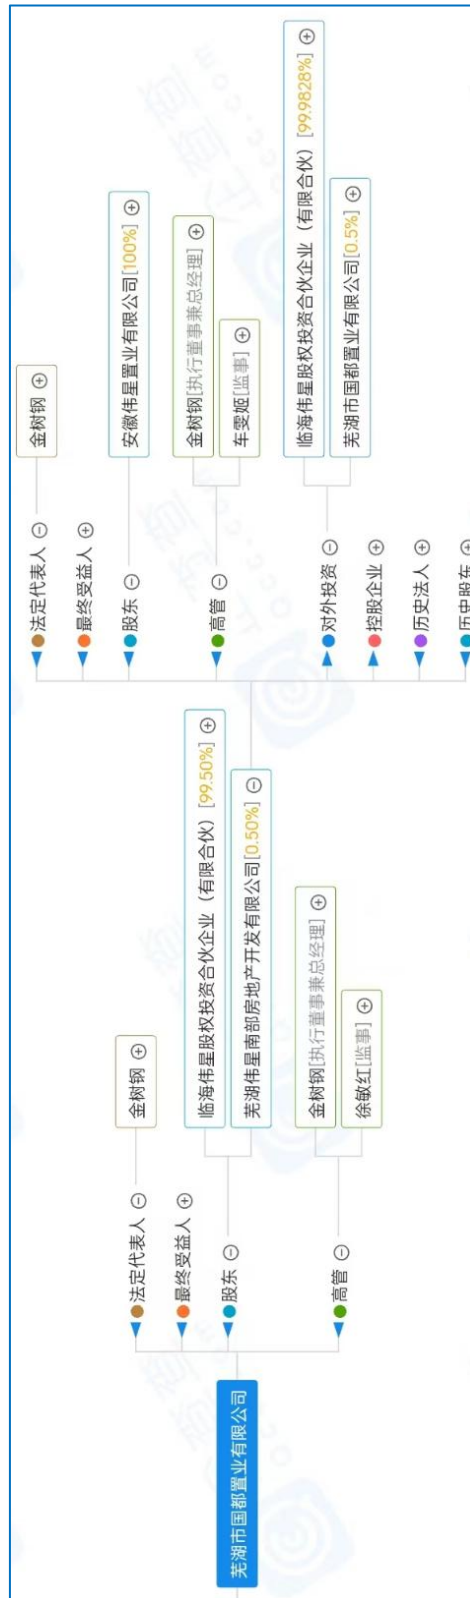 芜湖市国都置业有限公司
法定代表人
金树钢
最终受益人
股东
临海伟星股权投资合伙企业（有限合伙）[99.50%]
芜湖伟星南部房地产开发有限公司[0.50%]
高管
金树钢[执行董事兼总经理]
徐敏红[监事]
法定代表人
金树钢
最终受益人
股东
安徽伟星置业有限公司[100%]
高管
金树钢[执行董事兼总经理]
车雯姬[监事]
对外投资
临海伟星股权投资合伙企业（有限合伙）[99.9828%]
芜湖市国都置业有限公司[0.5%]
控股企业
历史法人
历史股东